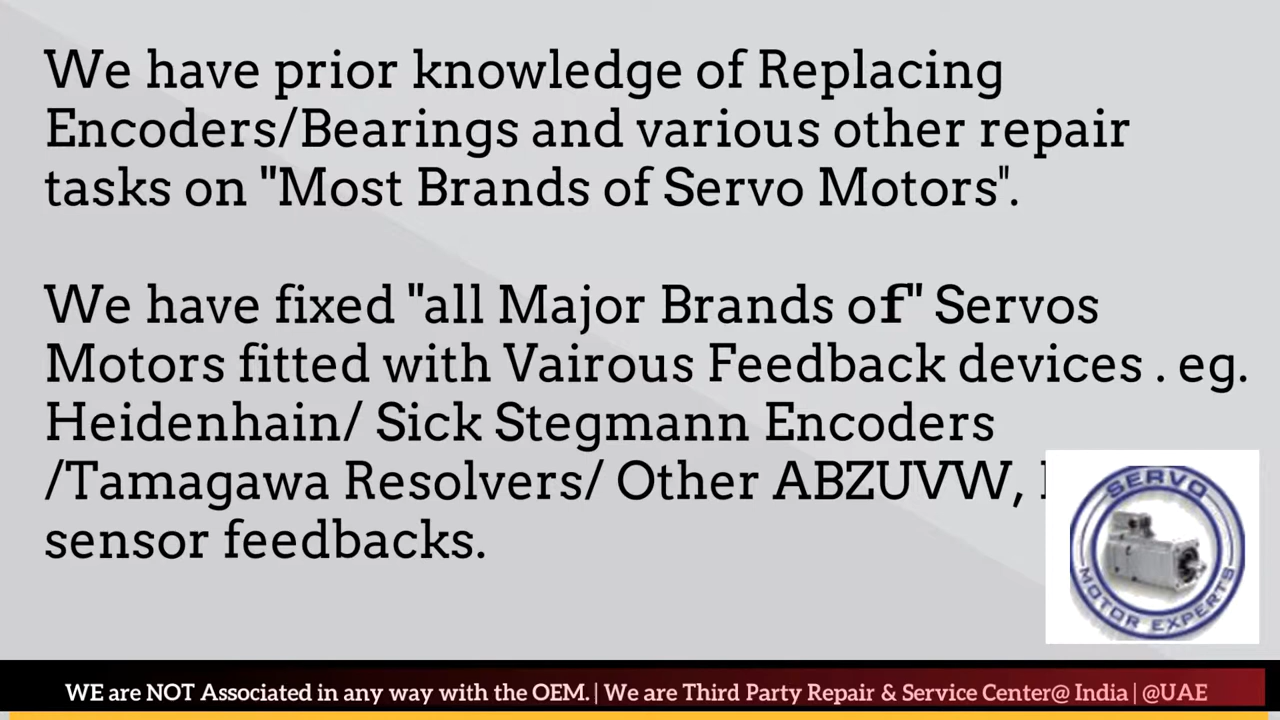 We have prior knowledge of Replacing
Encoders/Bearings and various other repair
tasks on "Most Brands of Servo Motors".
We have fixed "all Major Brands of" Servos
Motors fitted with Vairous Feedback devices . eg.
Heidenhain/ Sick Stegmann Encoders
/Tamagawa Resolvers/ Other ABZUVW,
sensor feedbacks.
SERVO
MOTOR EXPERTS
WE are NOT Associated in any way with the OEM. | We are Third Party Repair & Service Center@ India | @UAE